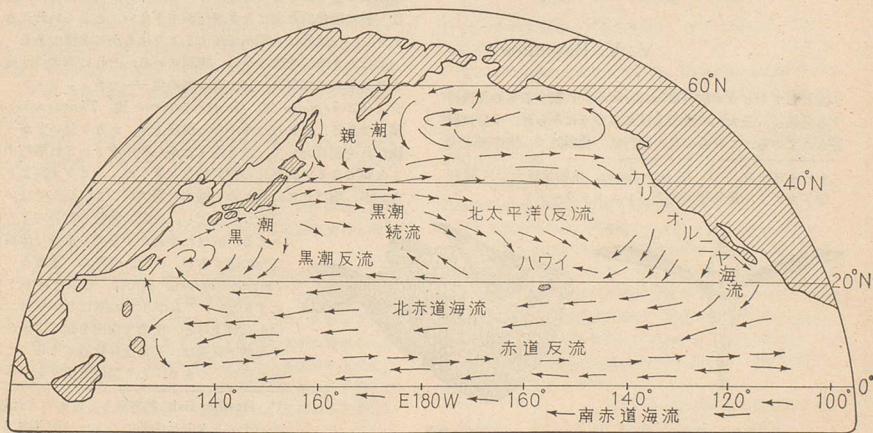 60°N
親潮
カリフォルニヤ海流
40°N
黒潮
黒潮続流
北太平洋(反)流
黒潮反流
ハワイ
20°N
北赤道海流
赤道反流
0°
140°
160°
E180°W
160°
140°
120°
100°
南赤道海流